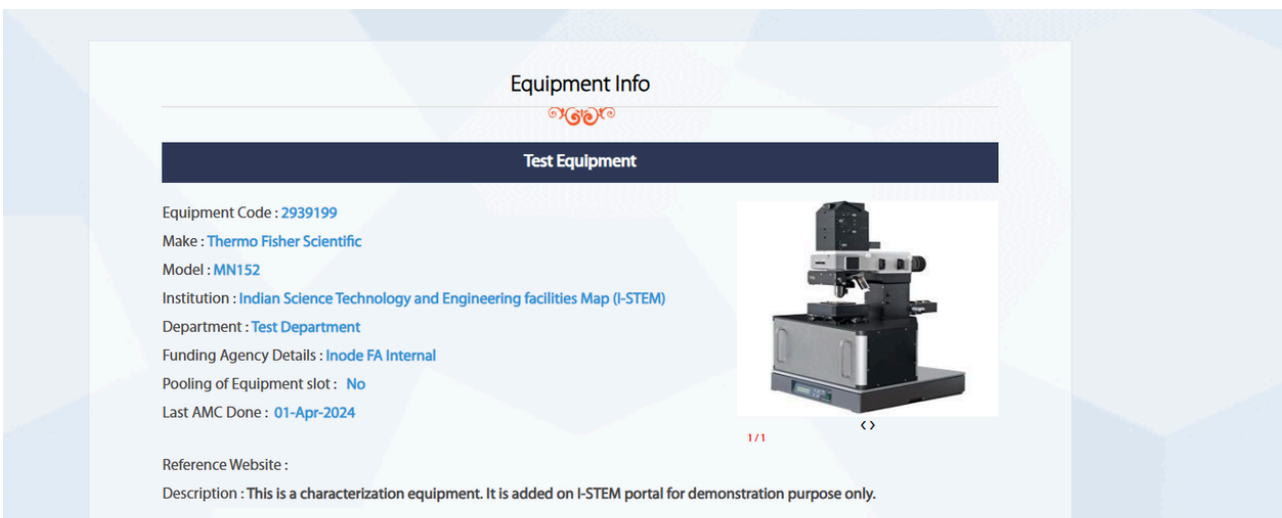 Equipment Info
Test Equipment
Equipment Code : 2939199
Make : Thermo Fisher Scientific
Model : MN152
Institution : Indian Science Technology and Engineering facilities Map (I-STEM)
Department : Test Department
Funding Agency Details : Inode FA Internal
Pooling of Equipment slot : No
Last AMC Done : 01-Apr-2024
‹ ›
1 / 1
Reference Website :
Description : This is a characterization equipment. It is added on I-STEM portal for demonstration purpose only.